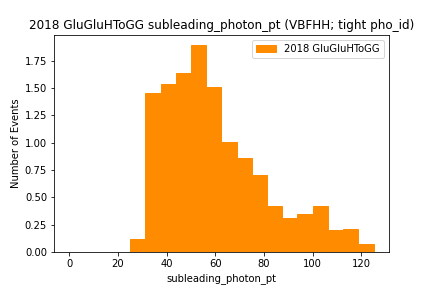 2018 GluGluHToGG subleading_photon_pt (VBFHH; tight pho_id)
2018 GluGluHToGG
Number of Events
1.75
1.50
1.25
1.00
0.75
0.50
0.25
0.00
0 20 40 60 80 100 120
subleading_photon_pt